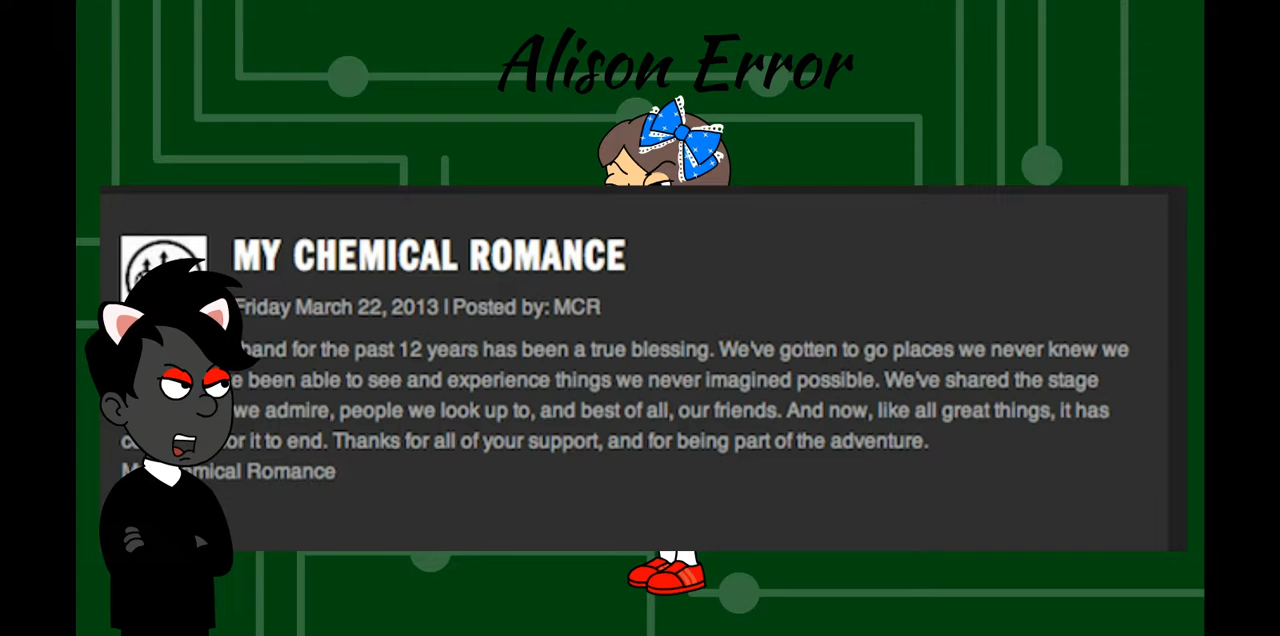 Alison Error
MY CHEMICAL ROMANCE
Friday March 22, 2013 | Posted by: MCR
band for the past 12 years has been a true blessing. We've gotten to go places we never knew we
been able to see and experience things we never imagined possible. We've shared the stage
we admire, people we look up to, and best of all, our friends. And now, like all great things, it has
it to end. Thanks for all of your support, and for being part of the adventure.
Romance